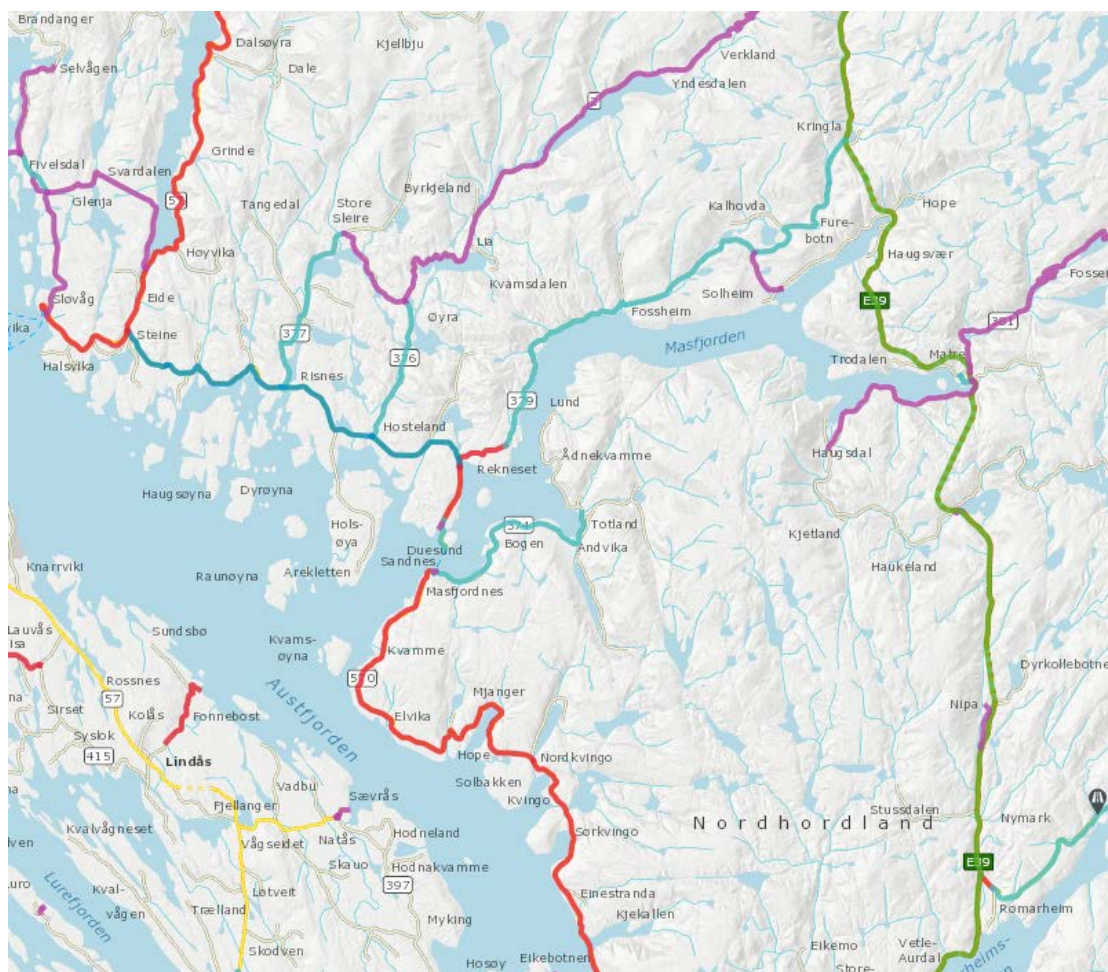 Brandanger
Dalsøyra
Kjellbju
Verkland
Selvågen
Dale
Yndesdalen
Kringla
Grinde
Fivelsdal
Svardalen
Byrkjeland
Glenja
Tangedal
Store
Sleire
Kalhovda
Fure-
botn
Hope
Lia
Høyvika
Haugsvær
Kvamsdalen
Solheim
Sløvåg
Eide
Øyra
Fossheim
E39
Steine
377
376
Masfjorden
Halsvika
Trodalen
Matre
Risnes
379
Lund
Hosteland
Rekneset
Ådnekvamme
Haugsdal
Haugsøyna
Dyrøyna
Hols-
øya
374
Totland
Bogen
Andvika
Kjetland
Duesund
Sandnes
Haukeland
Knarrviki
Raunøyna
Arekletten
Masfjordnes
Lauvås
Sundsbø
Kvams-
øyna
Kvamme
Dyrkollebotnen
Rossnes
57
570
Mjanger
Sirset
Kolås
Fonnebost
Austfjorden
Elvika
Nipa
Syslok
415
Lindås
Hope
Nordkvingo
Solbakken
Vadbu
Sævrås
Kvingo
Fjellanger
Stussdalen
Nymark
Kvalvågneset
Hodneland
Nordhordland
Vågseidet
Natås
Sørkvingo
Skauo
Hodnakvamme
E39
Lurefjorden
Kval-
vågen
Løtveit
397
Einestranda
Romarheim
Trælland
Myking
Kjekallen
Skodven
Eikemo
Vetle-
Aurdal
Hosøy
Eikebotnen
Store-